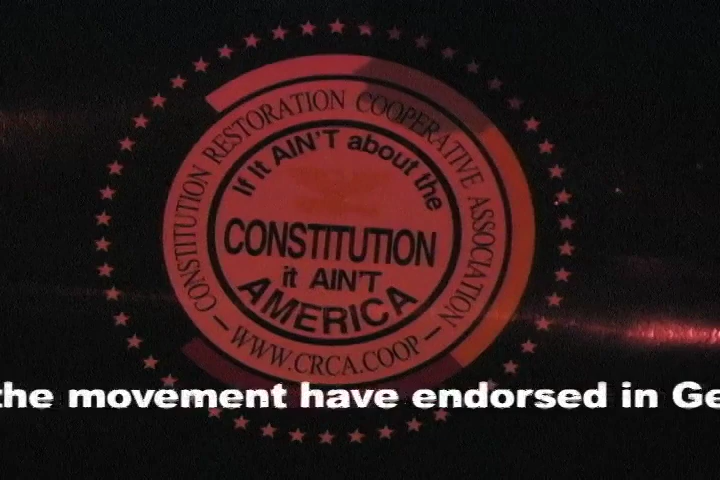 CONSTITUTION RESTORATION COOPERATIVE ASSOCIATION
If it AIN'T about the
CONSTITUTION
it AIN'T
AMERICA
– WWW.CRCA.COOP –
the movement have endorsed in Ge